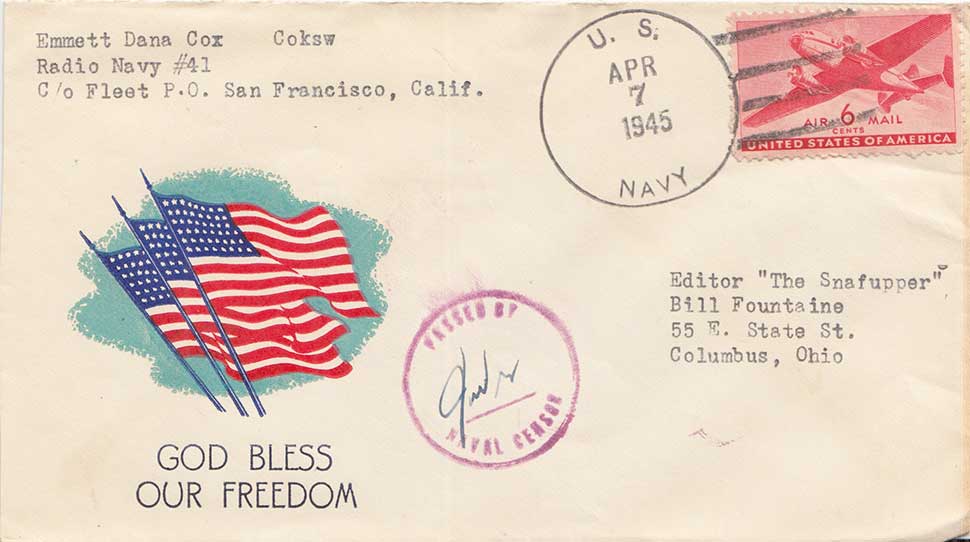 Emmett Dana Cox Coksw
Radio Navy #41
C/o Fleet P.O. San Francisco, Calif.
U. S.
APR
7
1945
NAVY
AIR 6 MAIL
CENTS
UNITED STATES OF AMERICA
Editor "The Snafupper"
Bill Fountaine
55 E. State St.
Columbus, Ohio
PASSED BY
NAVAL CENSOR
GOD BLESS
OUR FREEDOM